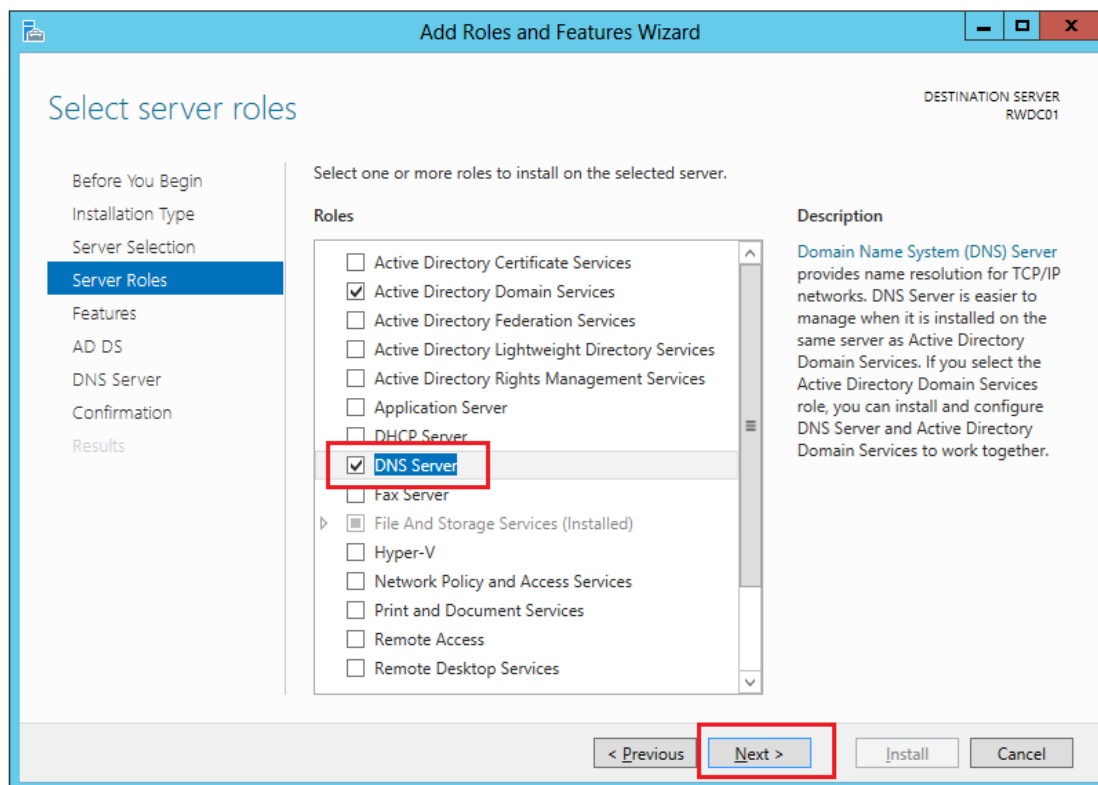 Add Roles and Features Wizard
Select server roles
DESTINATION SERVER
RWDC01
Before You Begin
Installation Type
Server Selection
Server Roles
Features
AD DS
DNS Server
Confirmation
Results
Select one or more roles to install on the selected server.
Roles
Active Directory Certificate Services
Active Directory Domain Services
Active Directory Federation Services
Active Directory Lightweight Directory Services
Active Directory Rights Management Services
Application Server
DHCP Server
DNS Server
Fax Server
File And Storage Services (Installed)
Hyper-V
Network Policy and Access Services
Print and Document Services
Remote Access
Remote Desktop Services
Description
Domain Name System (DNS) Server
provides name resolution for TCP/IP
networks. DNS Server is easier to
manage when it is installed on the
same server as Active Directory
Domain Services. If you select the
Active Directory Domain Services
role, you can install and configure
DNS Server and Active Directory
Domain Services to work together.
< Previous
Next >
Install
Cancel